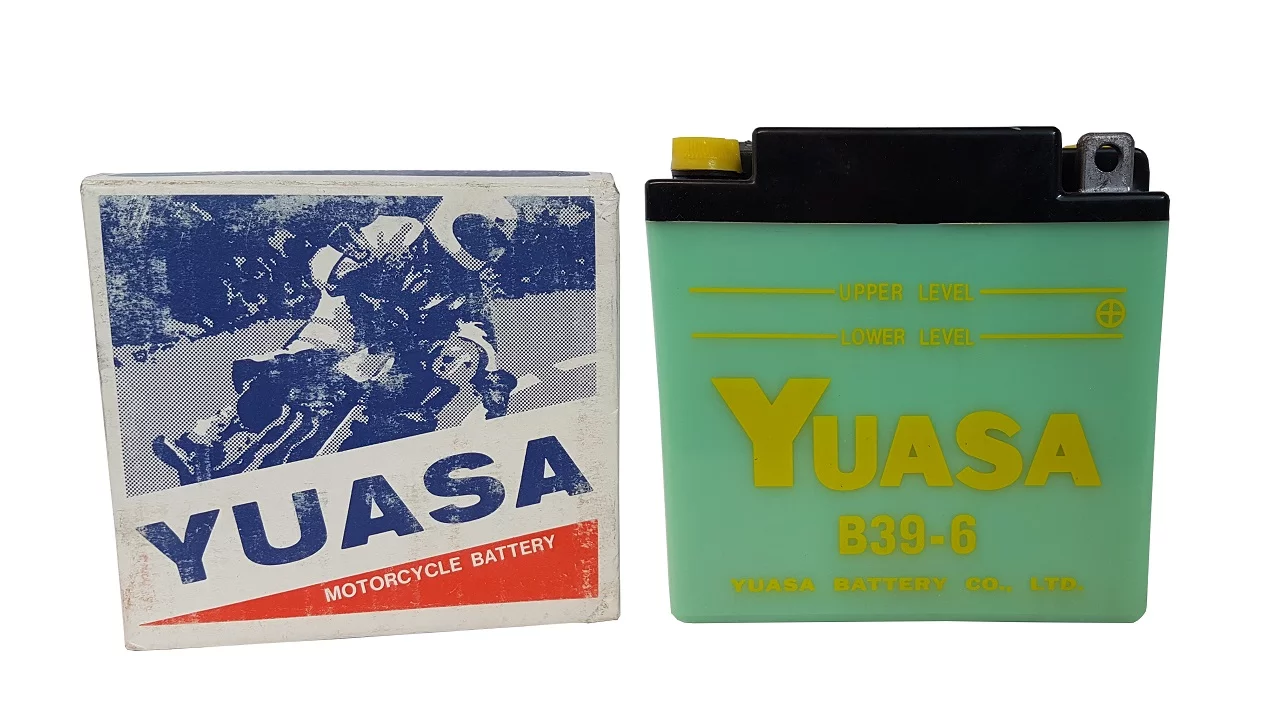 YUASA
MOTORCYCLE BATTERY
UPPER LEVEL
LOWER LEVEL
YUASA
B39-6
YUASA BATTERY CO., LTD.